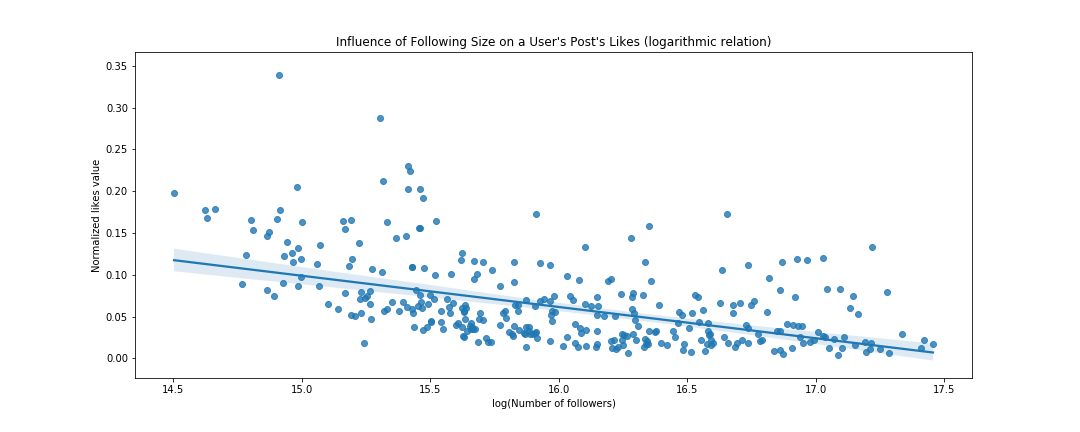 Influence of Following Size on a User's Post's Likes (logarithmic relation)
Normalized likes value
0.35
0.30
0.25
0.20
0.15
0.10
0.05
0.00
14.5 15.0 15.5 16.0 16.5 17.0 17.5
log(Number of followers)